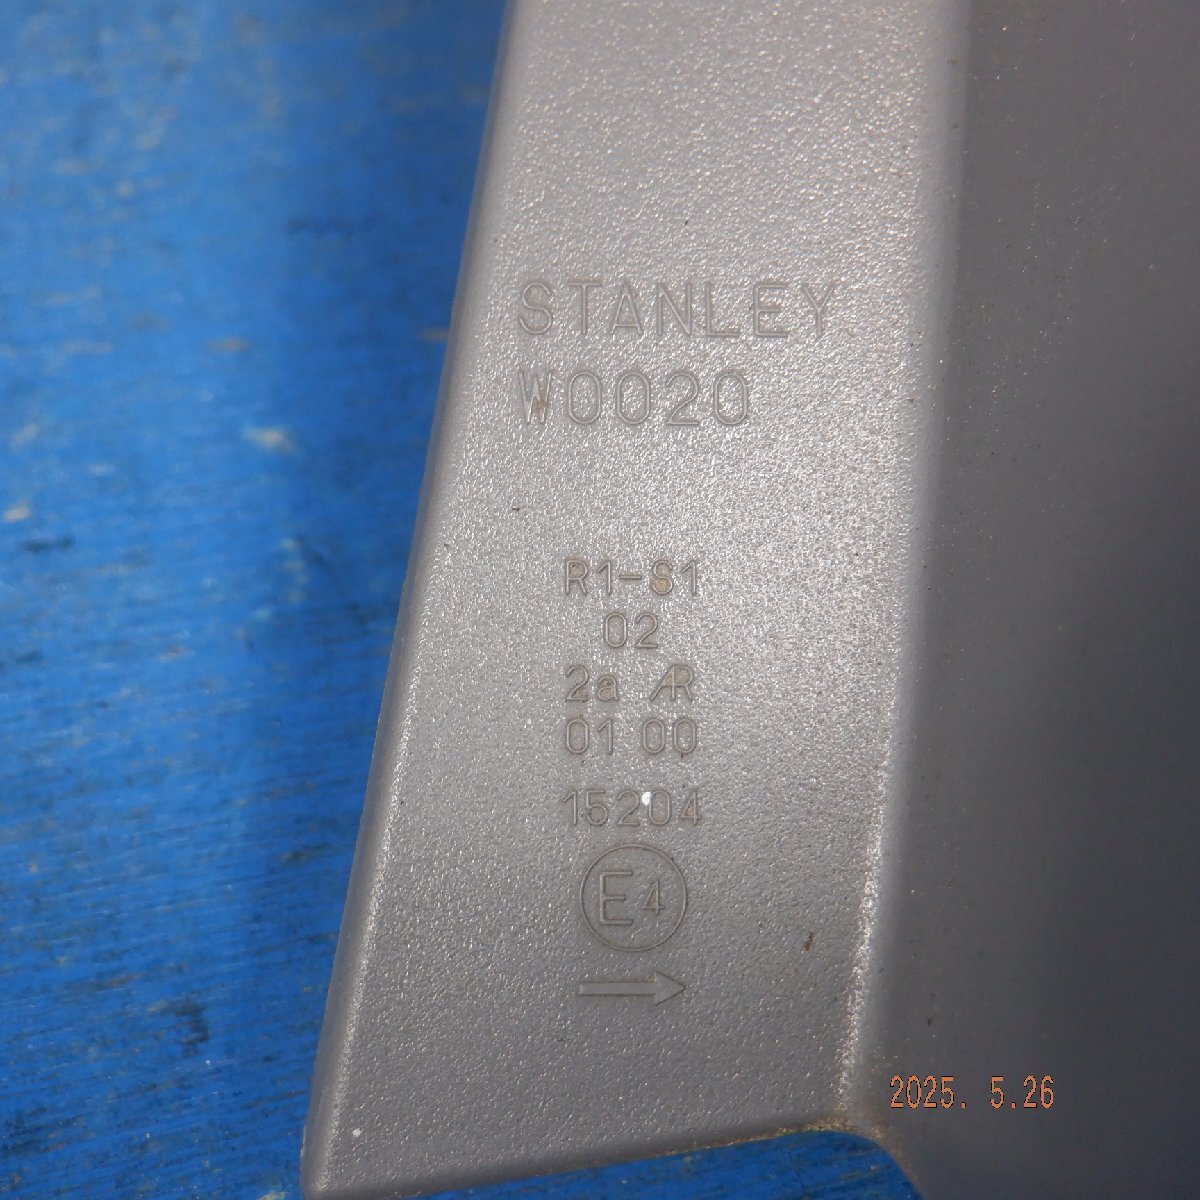 STANLEY
W0020
R1-S1
02
2a AR
01 00
15204
E4
→
2025. 5.26